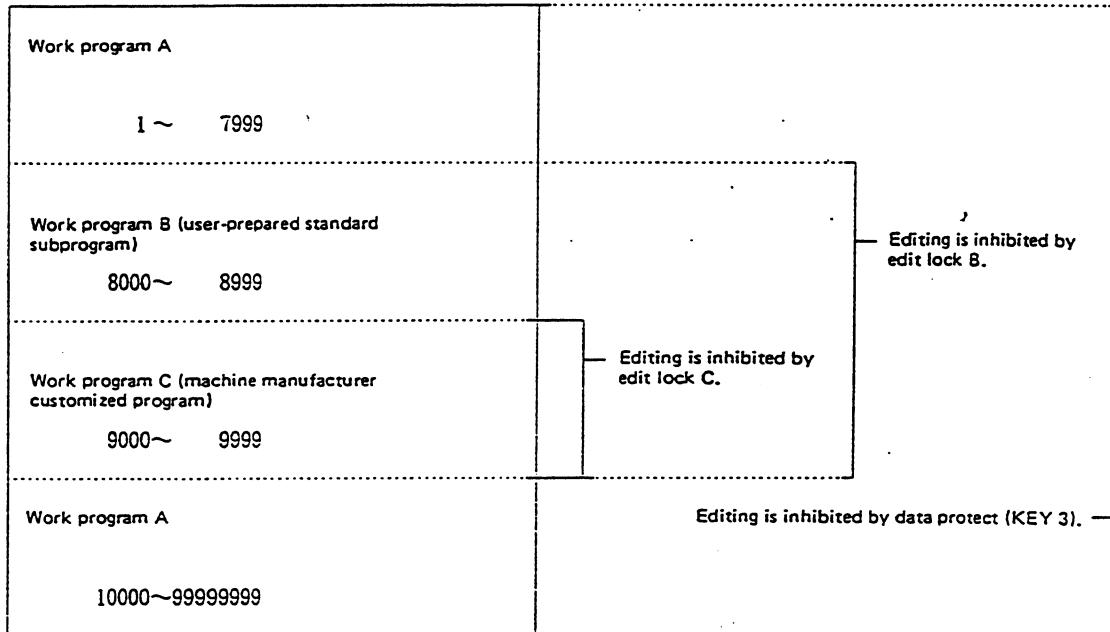 Work program A
1~ 7999
Work program B (user-prepared standard
subprogram)
8000~ 8999
Editing is inhibited by
edit lock B.
Editing is inhibited by
edit lock C.
Work program C (machine manufacturer
customized program)
9000~ 9999
Work program A
Editing is inhibited by data protect (KEY 3).
10000~99999999